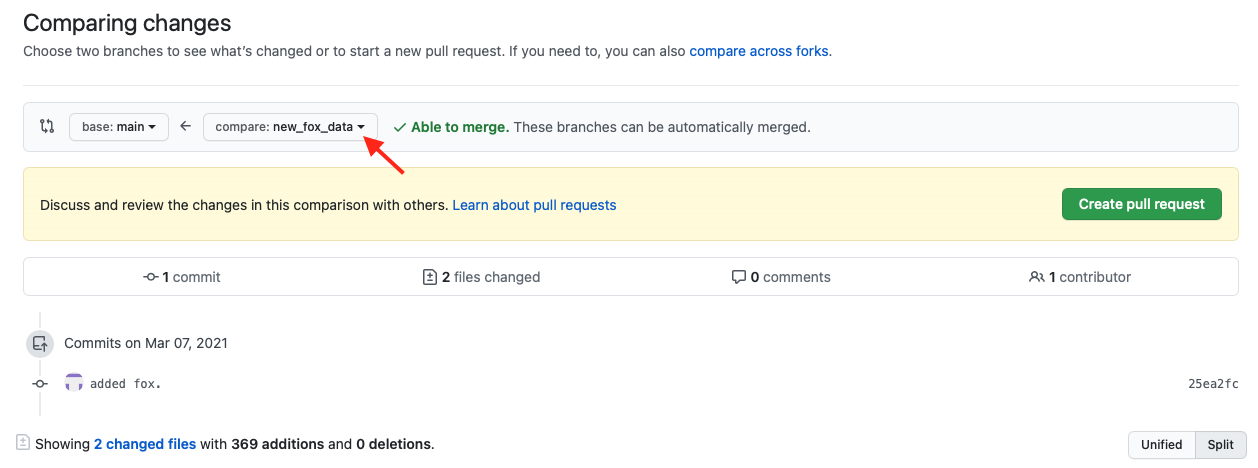 Comparing changes
Choose two branches to see what's changed or to start a new pull request. If you need to, you can also compare across forks.
base: main compare: new_fox_data Able to merge. These branches can be automatically merged.
Discuss and review the changes in this comparison with others. Learn about pull requests Create pull request
1 commit 2 files changed 0 comments 1 contributor
Commits on Mar 07, 2021
added fox. 25ea2fc
Showing 2 changed files with 369 additions and 0 deletions. Unified Split